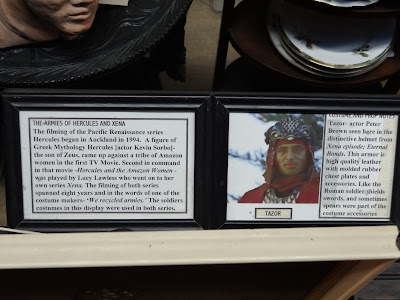 THE ARMIES OF HERCULES AND XENA
The filming of the Pacific Renaissance series
Hercules began in Auckland in 1994. A figure of
Greek Mythology Hercules [actor Kevin Sorbo]-
the son of Zeus, came up against a tribe of Amazon
women in the first TV Movie. Second in command
in that movie -Hercules and the Amazon Women -
was played by Lucy Lawless who went on to her
own series Xena. The filming of both series
spanned eight years and in the words of one of the
costume makers- 'We recycled armies.' The soldiers
costumes in this display were used in both series.
COSTUME AND PROP NOTES
Tazor- actor Peter
Brown seen here in the
distinctive helmet from
Xena episode; Eternal
Bonds. This armor is
high quality leather
with molded rubber
chest plates and
accessories. Like the
Roman soldier shields
swords, and sometimes
spears were part of the
costume accessories
TAZOR